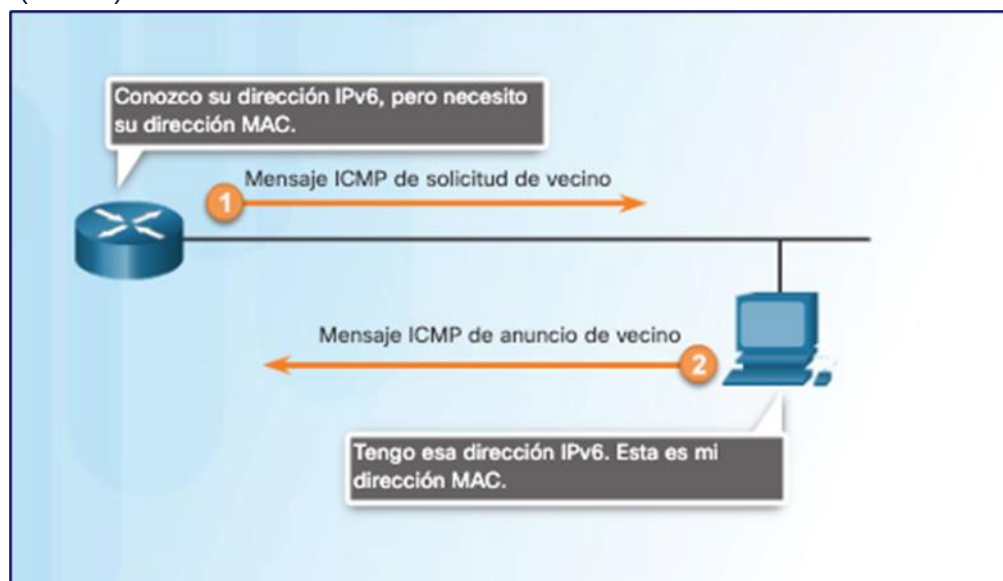 Conozco su dirección IPv6, pero necesito
su dirección MAC.
Mensaje ICMP de solicitud de vecino
1
Mensaje ICMP de anuncio de vecino
2
Tengo esa dirección IPv6. Esta es mi
dirección MAC.